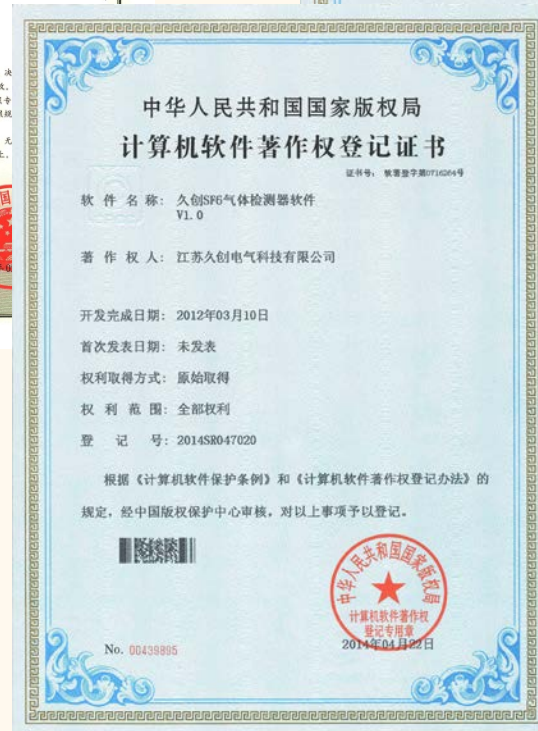 中华人民共和国国家版权局
计算机软件著作权登记证书
证书号: 软著登字第0716264号
软件名称: 久创SF6气体检测器软件
V1.0
著作权人: 江苏久创电气科技有限公司
开发完成日期: 2012年03月10日
首次发表日期: 未发表
权利取得方式: 原始取得
权利范围: 全部权利
登记号: 2014SR047020
根据《计算机软件保护条例》和《计算机软件著作权登记办法》的
规定，经中国版权保护中心审核，对以上事项予以登记。
中华人民共和国国家版权局
计算机软件著作权
登记专用章
No. 00439895
2014年04月22日